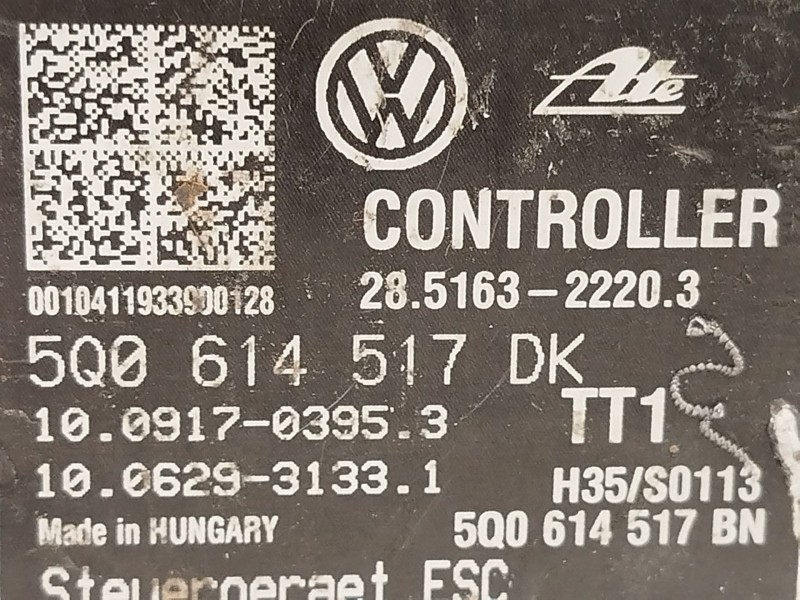 VW
Ate
CONTROLLER
28.5163-2220.3
0010411933900128
5Q0 614 517 DK
10.0917-0395.3
TT1
10.0629-3133.1
H35/S0113
Made in HUNGARY
5Q0 614 517 BN
Steuergeraet ESC